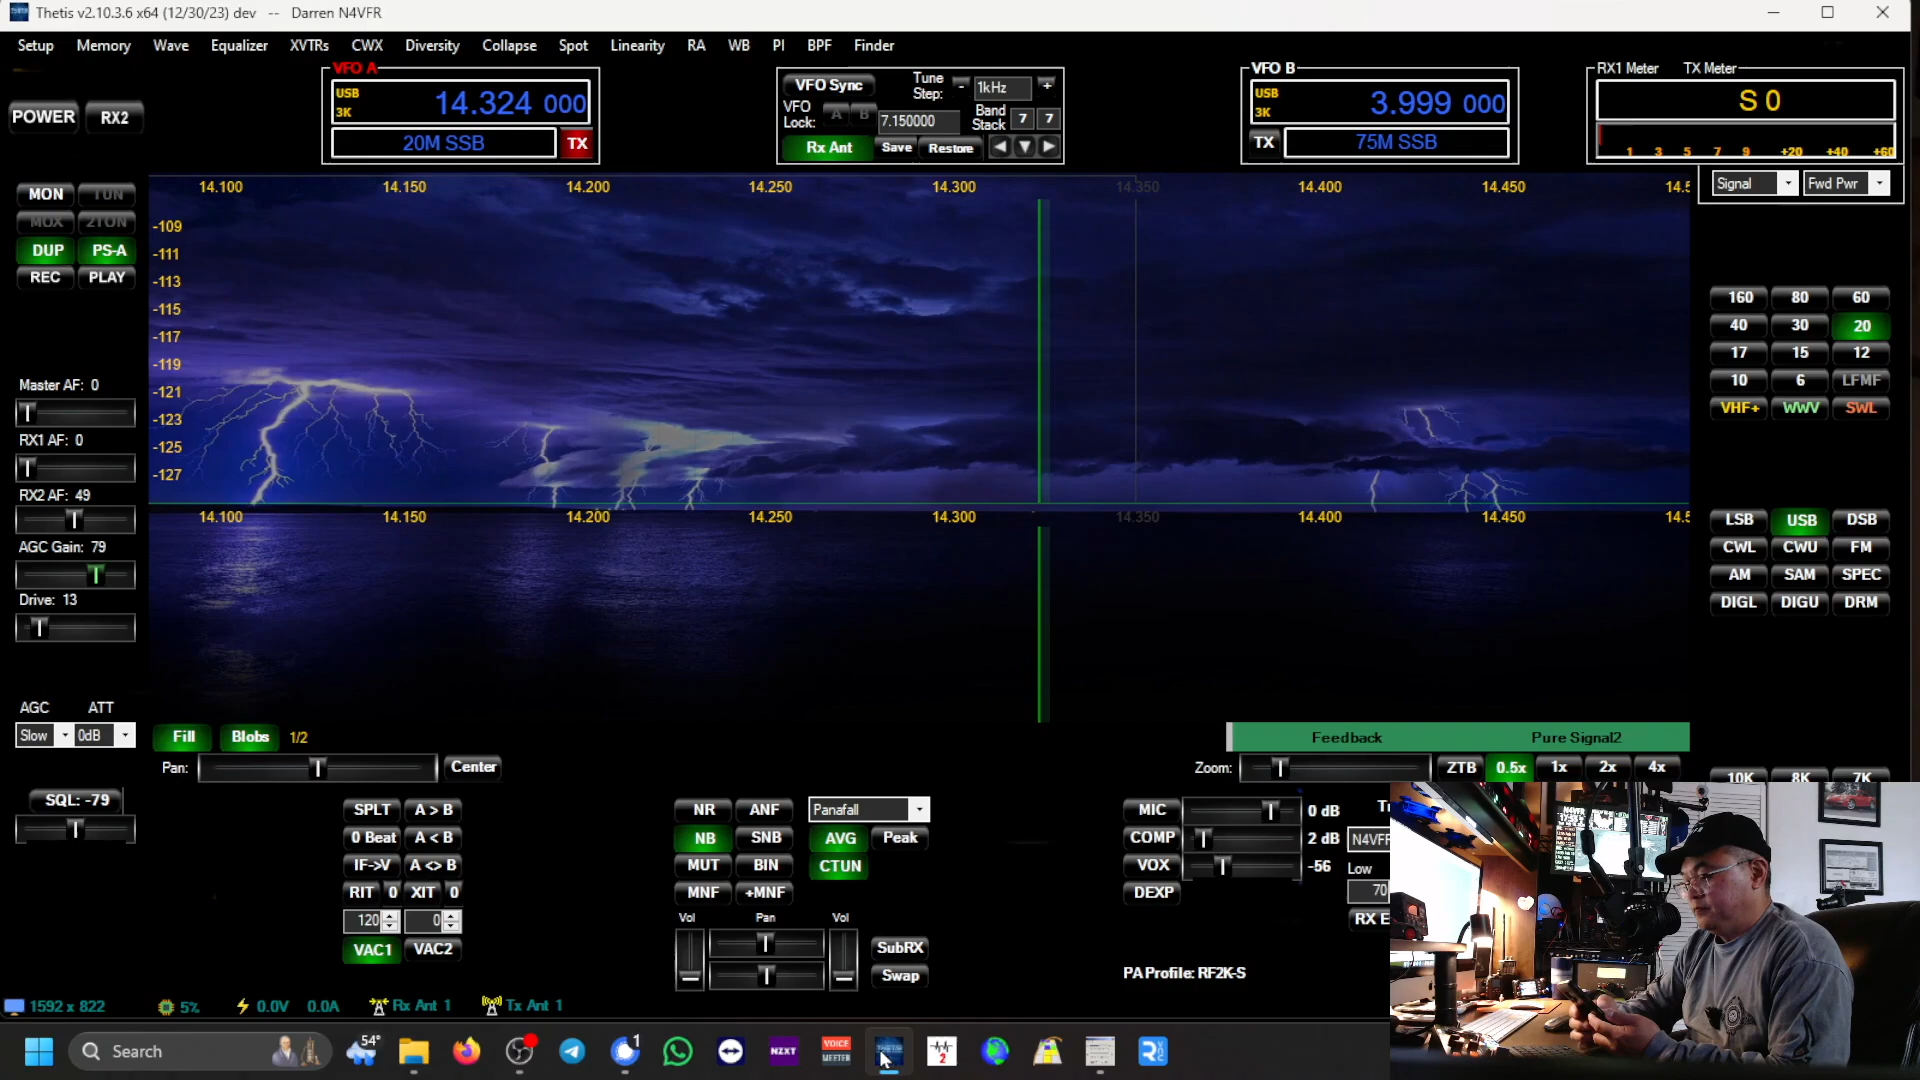 Thetis v2.10.3.6 x64 (12/30/23) dev -- Darren N4VFR
Setup Memory Wave Equalizer XVTRs CWX Diversity Collapse Spot Linearity RA WB PI BPF Finder
VFO A
USB
3K
14.324 000
20M SSB TX
VFO Sync
Tune
Step: - 1kHz +
VFO
Lock: A B 7.150000
Band
Stack 7 7
Rx Ant Save Restore
VFO B
USB
3K
3.999 000
TX 75M SSB
RX1 Meter TX Meter
S 0
1 3 5 7 9 +20 +40 +60
Signal Fwd Pwr
POWER RX2
MON TUN
MOX 2TON
DUP PS-A
REC PLAY
Master AF: 0
RX1 AF: 0
RX2 AF: 49
AGC Gain: 79
Drive: 13
AGC ATT
Slow 0dB
SQL: -79
14.100 14.150 14.200 14.250 14.300 14.350 14.400 14.450 14.5
-109
-111
-113
-115
-117
-119
-121
-123
-125
-127
14.100 14.150 14.200 14.250 14.300 14.350 14.400 14.450 14.5
160 80 60
40 30 20
17 15 12
10 6 LFMF
VHF+ WWV SWL
LSB USB DSB
CWL CWU FM
AM SAM SPEC
DIGL DIGU DRM
10K 8K 7K
Fill Blobs 1/2
Feedback Pure Signal2
Pan: Center
Zoom: ZTB 0.5x 1x 2x 4x
SPLT A > B
0 Beat A < B
IF->V A <> B
RIT 0 XIT 0
120 0
VAC1 VAC2
NR ANF Panafall
NB SNB AVG Peak
MUT BIN CTUN
MNF +MNF
Vol Pan Vol
SubRX
Swap
MIC 0 dB
COMP 2 dB N4VFR
VOX -56 Low
DEXP 70
RX E
PA Profile: RF2K-S
N4VFR
1592 x 822 5% 0.0V 0.0A Rx Ant 1 Tx Ant 1
Search 54° 1 NZXT VOICE MEETER THETIS 2